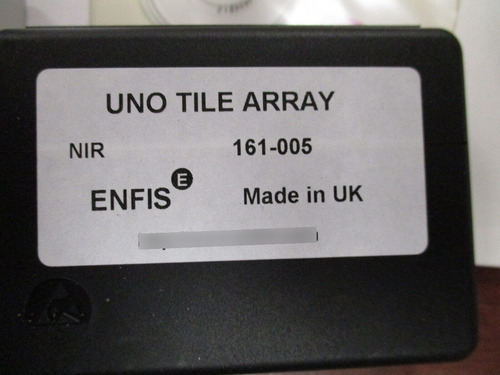 UNO TILE ARRAY
NIR 161-005
ENFIS E Made in UK